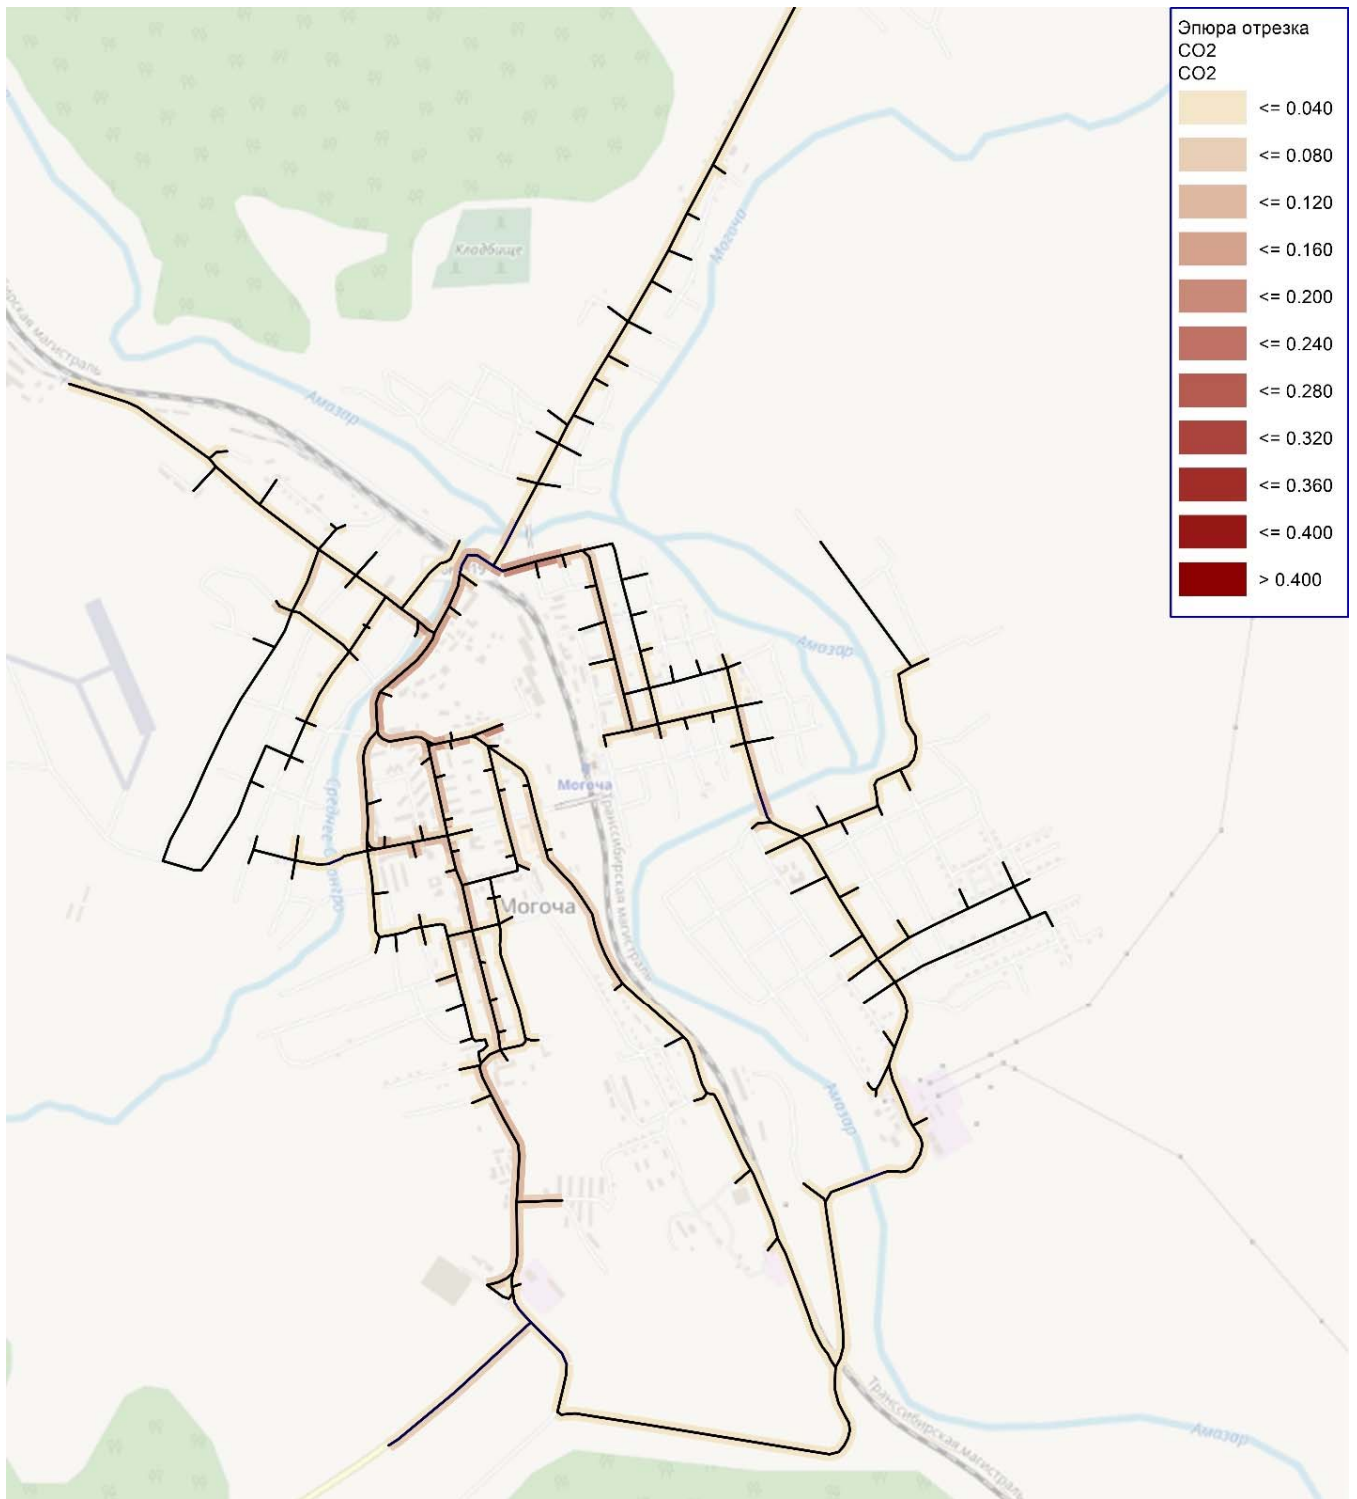 Эпюра отрезка
CO2
CO2
<= 0.040
<= 0.080
<= 0.120
<= 0.160
<= 0.200
<= 0.240
<= 0.280
<= 0.320
<= 0.360
<= 0.400
> 0.400
Кладбище
Могоча
магистраль
Амазар
Амазар
Могоча
Транссибирская магистраль
Могоча
Амазар
Транссибирская магистраль
Амазар